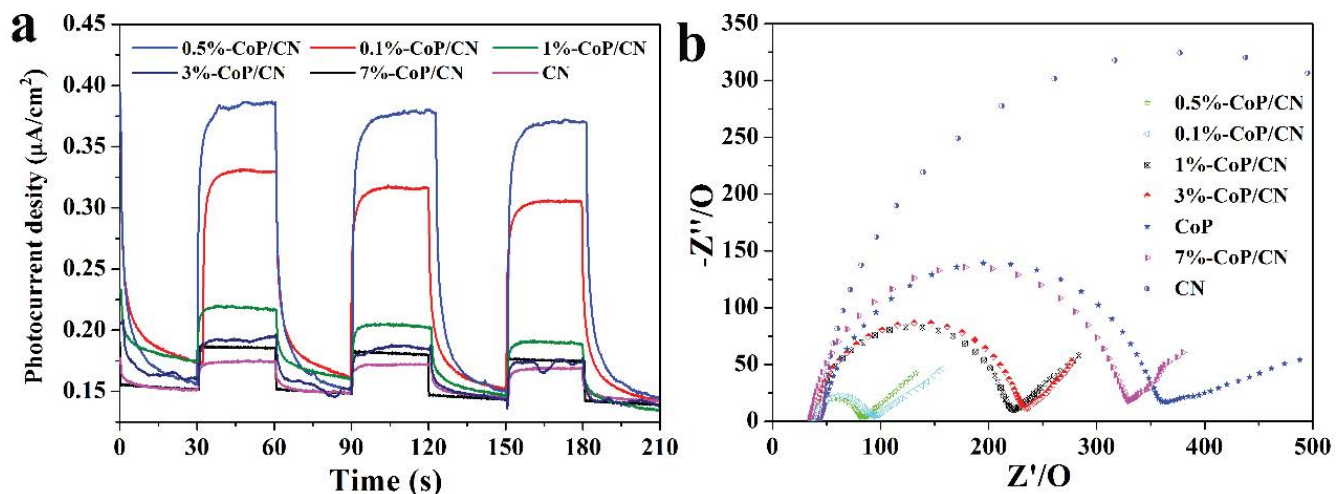 a
0.5%-CoP/CN 0.1%-CoP/CN 1%-CoP/CN
3%-CoP/CN 7%-CoP/CN CN
Photocurrent desity (μA/cm²)
0.45
0.40
0.35
0.30
0.25
0.20
0.15
0 30 60 90 120 150 180 210
Time (s)
b
-Z''/O
350
300
250
200
150
100
50
0
0.5%-CoP/CN
0.1%-CoP/CN
1%-CoP/CN
3%-CoP/CN
CoP
7%-CoP/CN
CN
0 100 200 300 400 500
Z'/O